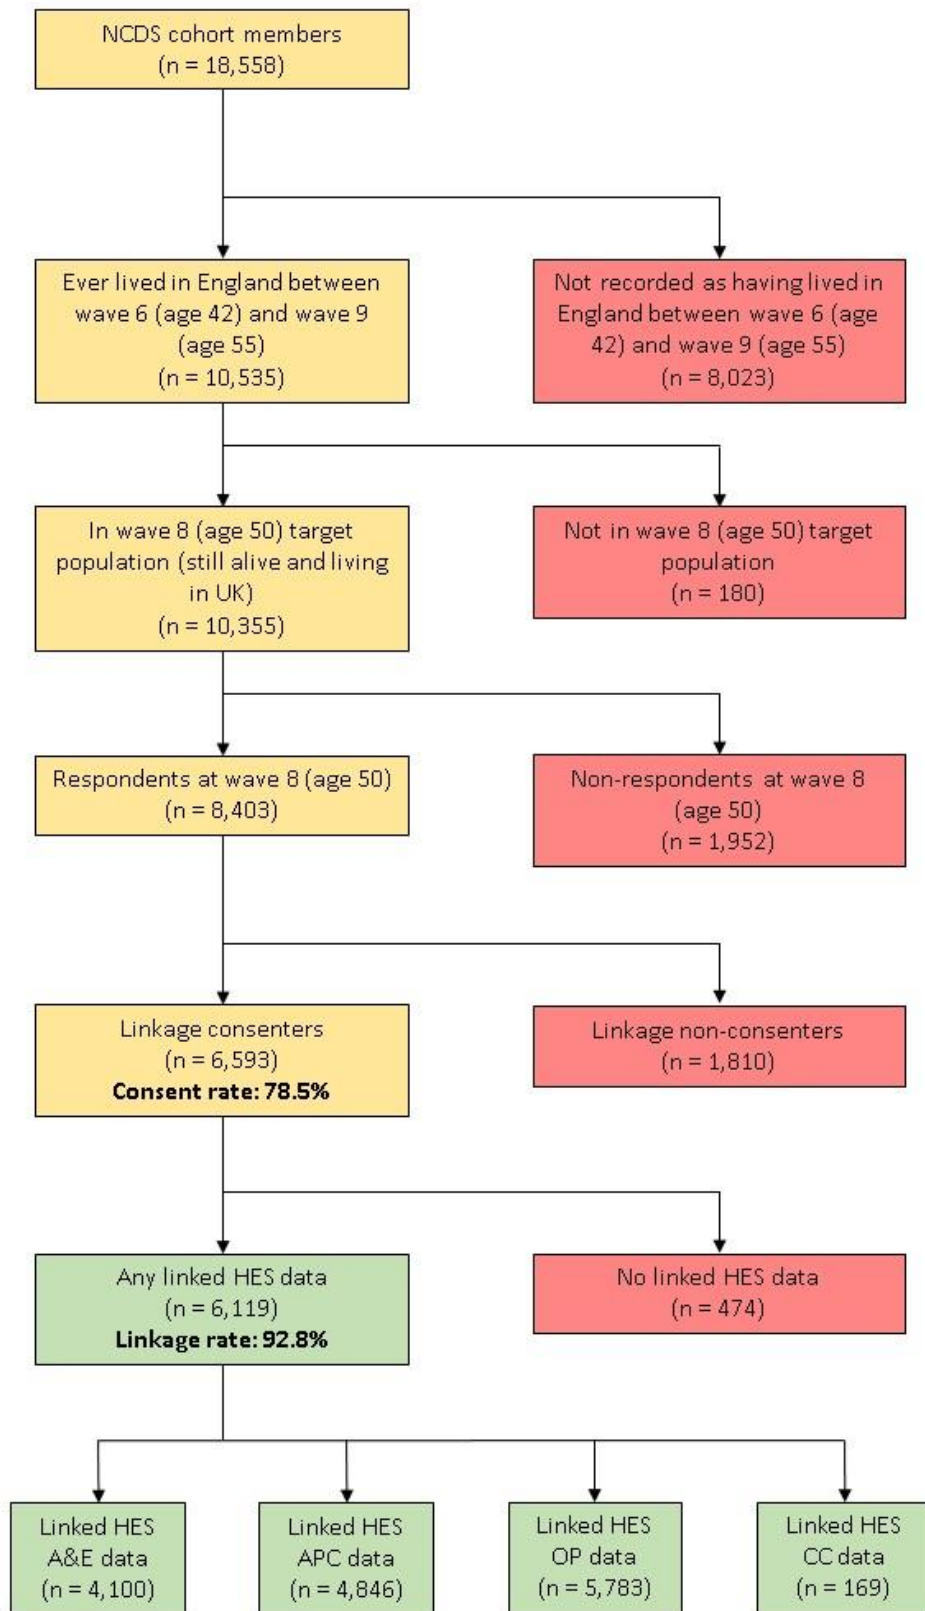 NCDS cohort members
(n = 18,558)
Ever lived in England between
wave 6 (age 42) and wave 9
(age 55)
(n = 10,535)
Not recorded as having lived in
England between wave 6 (age
42) and wave 9 (age 55)
(n = 8,023)
In wave 8 (age 50) target
population (still alive and living
in UK)
(n = 10,355)
Not in wave 8 (age 50) target
population
(n = 180)
Respondents at wave 8 (age 50)
(n = 8,403)
Non-respondents at wave 8
(age 50)
(n = 1,952)
Linkage consenters
(n = 6,593)
Consent rate: 78.5%
Linkage non-consenters
(n = 1,810)
Any linked HES data
(n = 6,119)
Linkage rate: 92.8%
No linked HES data
(n = 474)
Linked HES
A&E data
(n = 4,100)
Linked HES
APC data
(n = 4,846)
Linked HES
OP data
(n = 5,783)
Linked HES
CC data
(n = 169)